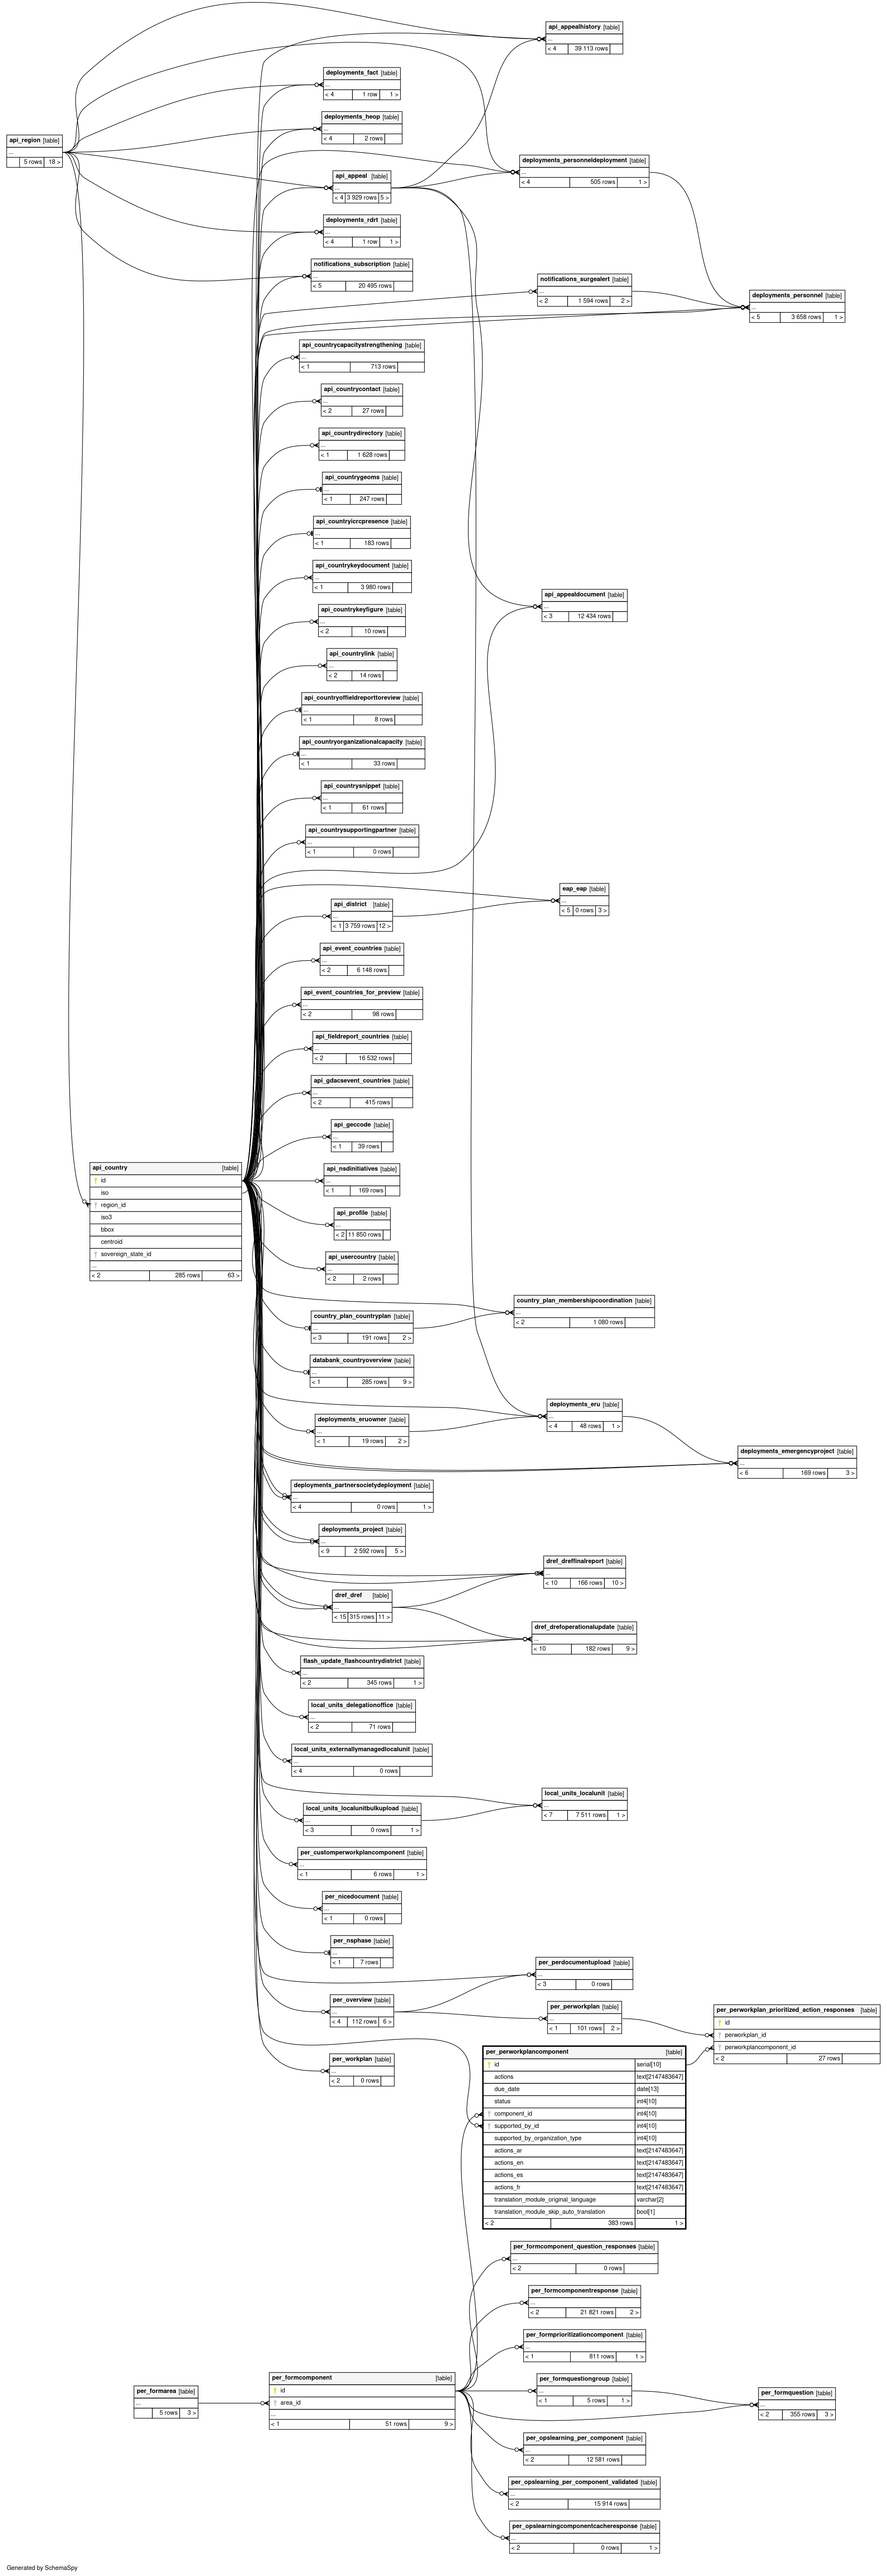 api_appealhistory [table]
...
< 4 39 113 rows
deployments_fact [table]
...
< 4 1 row 1 >
deployments_heop [table]
...
< 4 2 rows
api_region [table]
...
5 rows 18 >
deployments_personneldeployment [table]
...
< 4 505 rows 1 >
api_appeal [table]
...
< 4 3 929 rows 5 >
deployments_rdrt [table]
...
< 4 1 row 1 >
notifications_subscription [table]
...
< 5 20 495 rows
notifications_surgealert [table]
...
< 2 1 594 rows 2 >
deployments_personnel [table]
...
< 5 3 658 rows 1 >
api_countrycapacitystrengthening [table]
...
< 1 713 rows
api_countrycontact [table]
...
< 2 27 rows
api_countrydirectory [table]
...
< 1 1 628 rows
api_countrygeoms [table]
...
< 1 247 rows
api_countryicrcpresence [table]
...
< 1 183 rows
api_countrykeydocument [table]
...
< 1 3 980 rows
api_appealdocument [table]
...
< 3 12 434 rows
api_countrykeyfigure [table]
...
< 2 10 rows
api_countrylink [table]
...
< 2 14 rows
api_countryoffieldreporttoreview [table]
...
< 1 8 rows
api_countryorganizationalcapacity [table]
...
< 1 33 rows
api_countrysnippet [table]
...
< 1 61 rows
api_countrysupportingpartner [table]
...
< 1 0 rows
eap_eap [table]
...
< 5 0 rows 3 >
api_district [table]
...
< 1 3 759 rows 12 >
api_event_countries [table]
...
< 2 6 148 rows
api_event_countries_for_preview [table]
...
< 2 98 rows
api_fieldreport_countries [table]
...
< 2 16 532 rows
api_gdacsevent_countries [table]
...
< 2 415 rows
api_geccode [table]
...
< 1 39 rows
api_country [table]
id
iso
region_id
iso3
bbox
centroid
sovereign_state_id
...
< 2 285 rows 63 >
api_nsdinitiatives [table]
...
< 1 169 rows
api_profile [table]
...
< 2 11 850 rows
api_usercountry [table]
...
< 2 2 rows
country_plan_membershipcoordination [table]
...
< 2 1 080 rows
country_plan_countryplan [table]
...
< 3 191 rows 2 >
databank_countryoverview [table]
...
< 1 285 rows 9 >
deployments_eru [table]
...
< 4 48 rows 1 >
deployments_eruowner [table]
...
< 1 19 rows 2 >
deployments_emergencyproject [table]
...
< 6 169 rows 3 >
deployments_partnersocietydeployment [table]
...
< 4 0 rows 1 >
deployments_project [table]
...
< 9 2 592 rows 5 >
dref_dreffinalreport [table]
...
< 10 166 rows 10 >
dref_dref [table]
...
< 15 315 rows 11 >
dref_drefoperationalupdate [table]
...
< 10 182 rows 9 >
flash_update_flashcountrydistrict [table]
...
< 2 345 rows 1 >
local_units_delegationoffice [table]
...
< 2 71 rows
local_units_externallymanagedlocalunit [table]
...
< 4 0 rows
local_units_localunit [table]
...
< 7 7 511 rows 1 >
local_units_localunitbulkupload [table]
...
< 3 0 rows 1 >
per_customperworkplancomponent [table]
...
< 1 6 rows 1 >
per_nicedocument [table]
...
< 1 0 rows
per_nsphase [table]
...
< 1 7 rows
per_perdocumentupload [table]
...
< 3 0 rows
per_overview [table]
...
< 4 112 rows 6 >
per_perworkplan [table]
...
< 1 101 rows 2 >
per_perworkplan_prioritized_action_responses [table]
id
perworkplan_id
perworkplancomponent_id
< 2 27 rows
per_workplan [table]
...
< 2 0 rows
per_perworkplancomponent [table]
id serial[10]
actions text[2147483647]
due_date date[13]
status int4[10]
component_id int4[10]
supported_by_id int4[10]
supported_by_organization_type int4[10]
actions_ar text[2147483647]
actions_en text[2147483647]
actions_es text[2147483647]
actions_fr text[2147483647]
translation_module_original_language varchar[2]
translation_module_skip_auto_translation bool[1]
< 2 383 rows 1 >
per_formcomponent_question_responses [table]
...
< 2 0 rows
per_formcomponentresponse [table]
...
< 2 21 821 rows 2 >
per_formprioritizationcomponent [table]
...
< 1 811 rows 1 >
per_formquestiongroup [table]
...
< 1 5 rows 1 >
per_formarea [table]
...
5 rows 3 >
per_formcomponent [table]
id
area_id
...
< 1 51 rows 9 >
per_formquestion [table]
...
< 2 355 rows 3 >
per_opslearning_per_component [table]
...
< 2 12 581 rows
per_opslearning_per_component_validated [table]
...
< 2 15 914 rows
per_opslearningcomponentcacheresponse [table]
...
< 2 0 rows 1 >
Generated by SchemaSpy